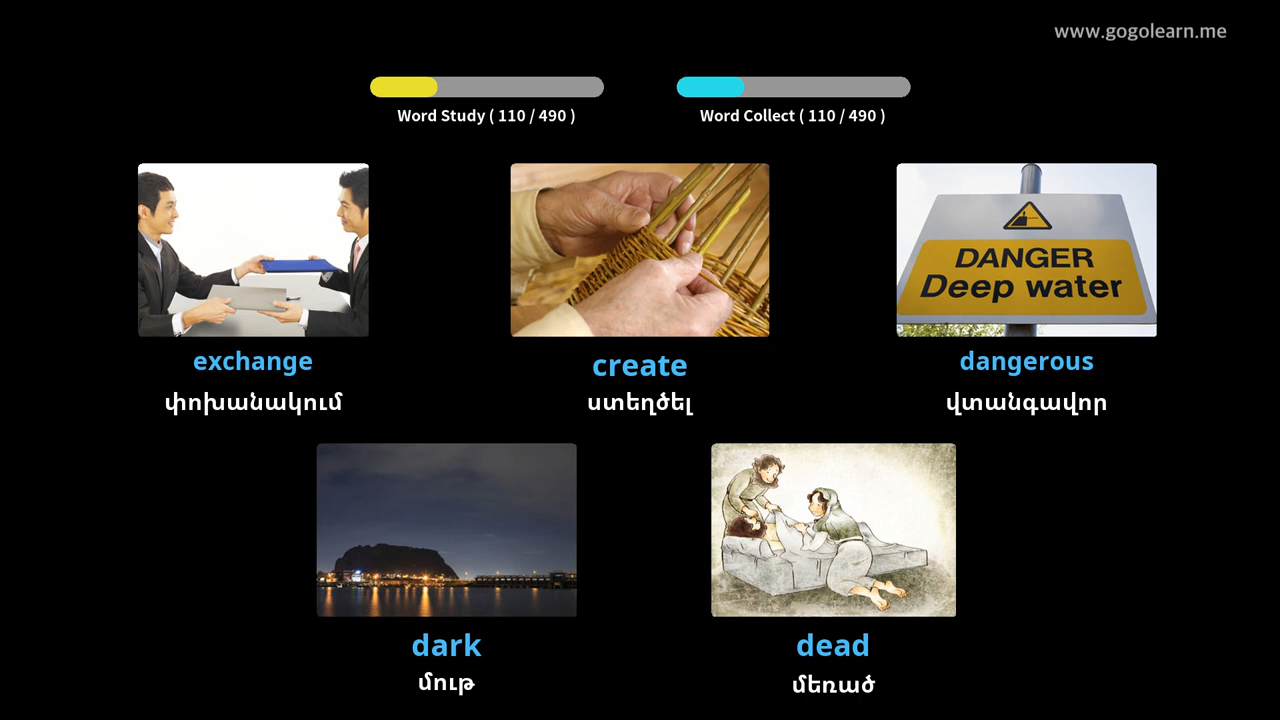 www.gogolearn.me
Word Study ( 110 / 490 )
Word Collect ( 110 / 490 )
DANGER
Deep water
exchange
create
dangerous
փոխանակում
ստեղծել
վտանգավոր
dark
dead
մութ
մեռած